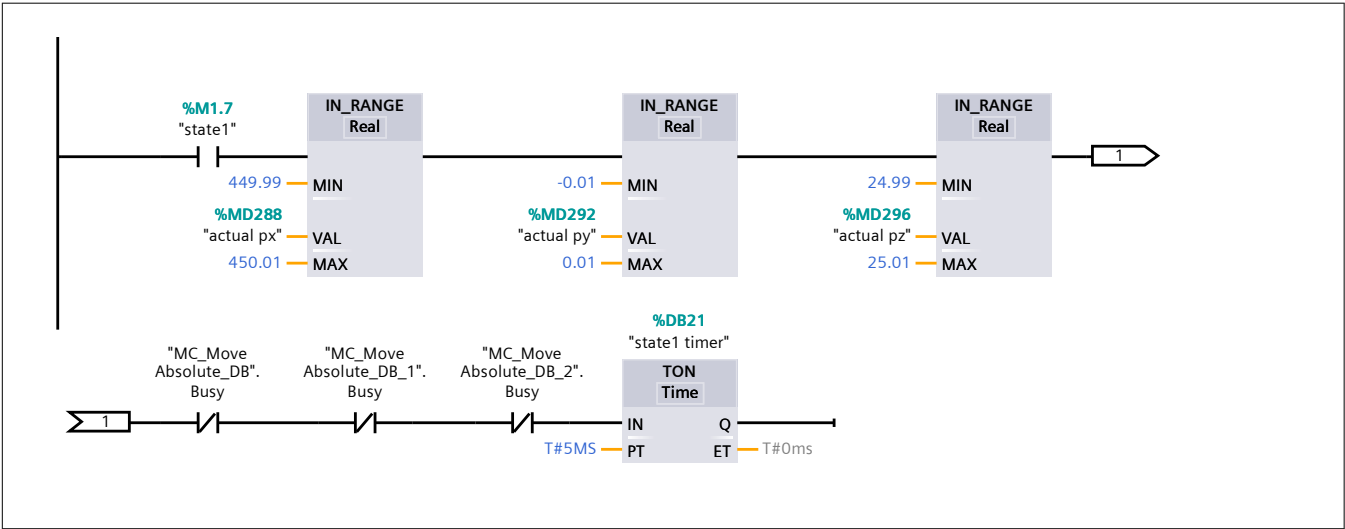 %M1.7
"state1"
IN_RANGE
Real
449.99
MIN
%MD288
"actual px"
VAL
450.01
MAX
IN_RANGE
Real
-0.01
MIN
%MD292
"actual py"
VAL
0.01
MAX
IN_RANGE
Real
24.99
MIN
%MD296
"actual pz"
VAL
25.01
MAX
1
1
"MC_Move
Absolute_DB".
Busy
"MC_Move
Absolute_DB_1".
Busy
"MC_Move
Absolute_DB_2".
Busy
%DB21
"state1 timer"
TON
Time
IN
Q
T#5MS
PT
ET
T#0ms